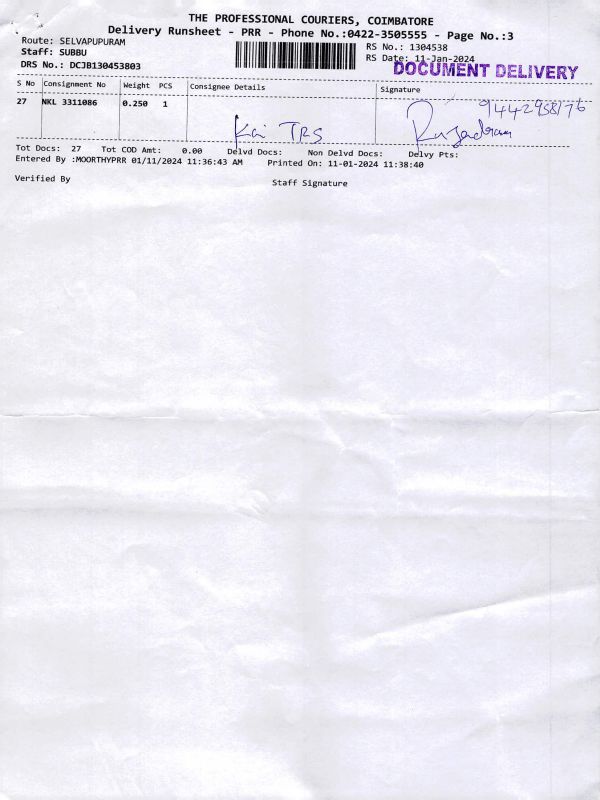 THE PROFESSIONAL COURIERS, COIMBATORE
Delivery Runsheet - PRR - Phone No.:0422-3505555 - Page No.:3
Route: SELVAPUPURAM
RS No.: 1304538
Staff: SUBBU
RS Date: 11-Jan-2024
DRS No.: DCJB130453803
DOCUMENT DELIVERY
S No Consignment No Weight PCS Consignee Details Signature
27 NKL 3311086 0.250 1
Kai TRS
Tot Docs: 27 Tot COD Amt: 0.00 Delvd Docs: Non Delvd Docs: Delvy Pts:
Entered By :MOORTHYPRR 01/11/2024 11:36:43 AM Printed On: 11-01-2024 11:38:40
Verified By Staff Signature